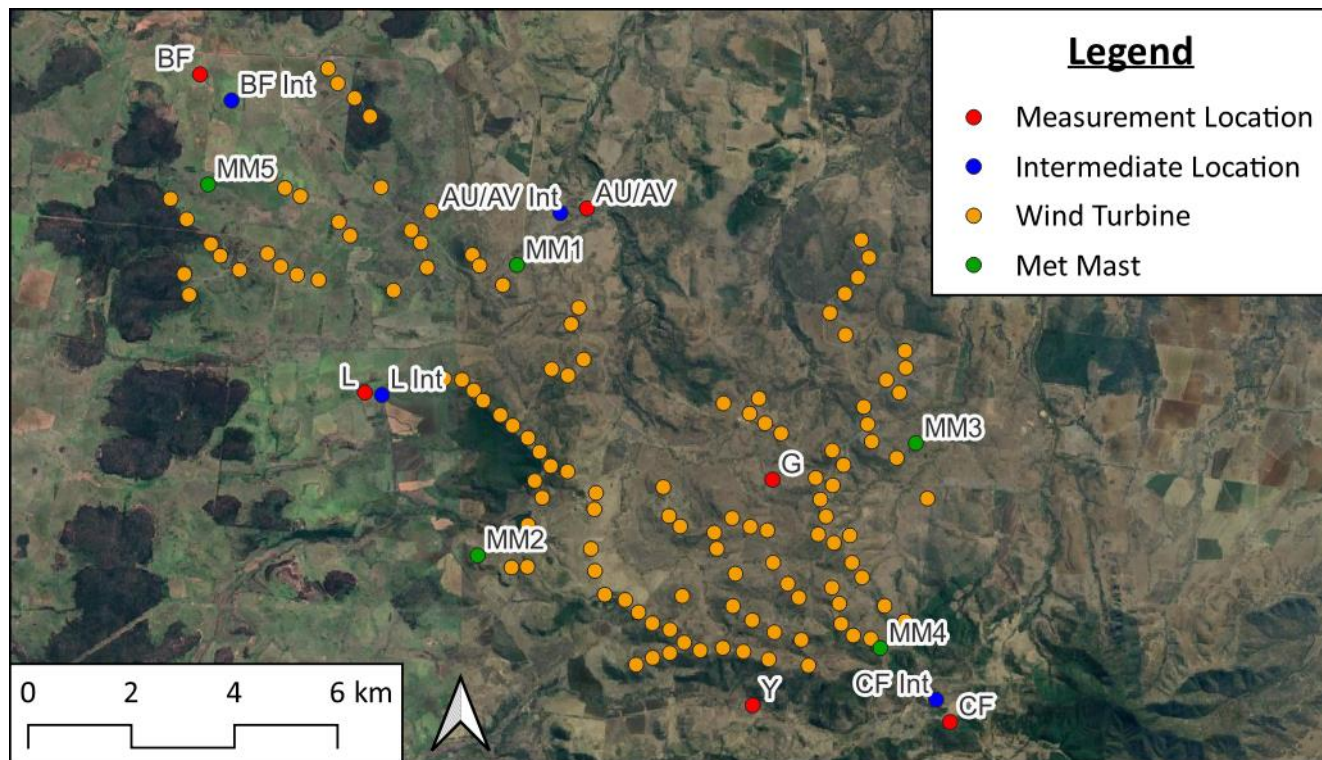 BF
BF Int
MM5
AU/AV Int
AU/AV
MM1
L
L Int
MM3
G
MM2
MM4
CF Int
Y
CF
Legend
Measurement Location
Intermediate Location
Wind Turbine
Met Mast
0 2 4 6 km